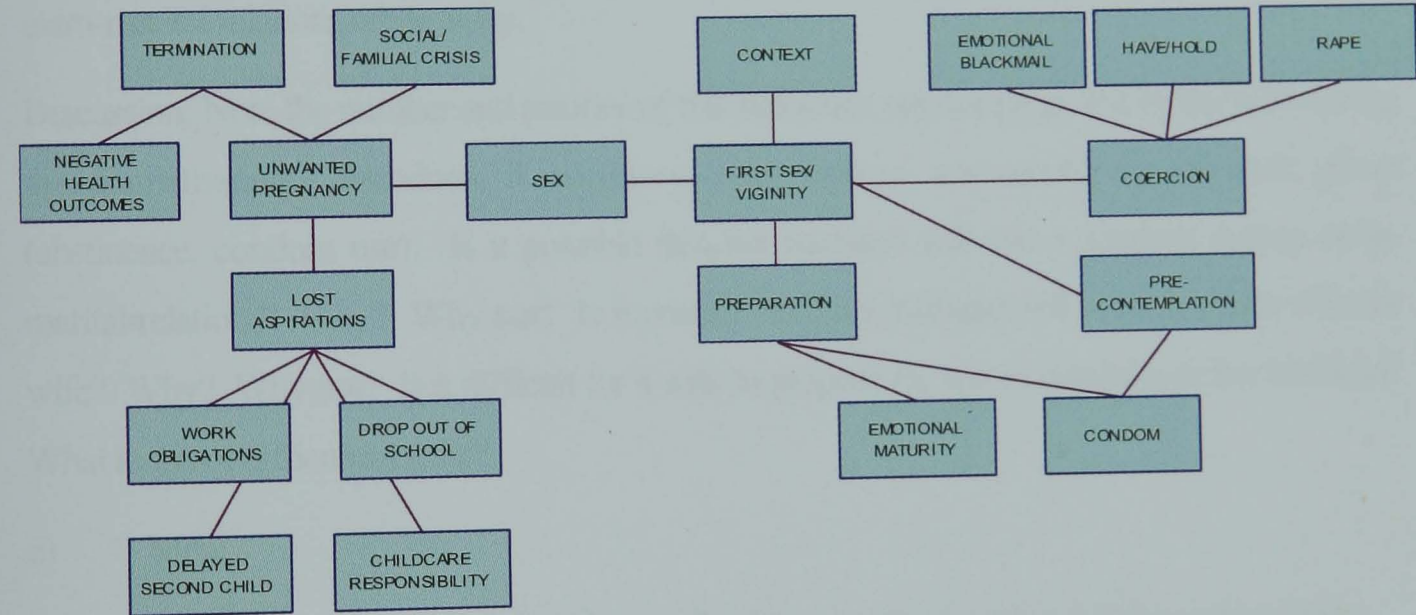 TERMINATION
SOCIAL/
FAMILIAL CRISIS
CONTEXT
EMOTIONAL
BLACKMAIL
HAVE/HOLD
RAPE
NEGATIVE
HEALTH
OUTCOMES
UNWANTED
PREGNANCY
SEX
FIRST SEX/
VIGINITY
COERCION
LOST
ASPIRATIONS
PREPARATION
PRE-
CONTEMPLATION
WORK
OBLIGATIONS
DROP OUT OF
SCHOOL
EMOTIONAL
MATURITY
CONDOM
DELAYED
SECOND CHILD
CHILDCARE
RESPONSIBILITY